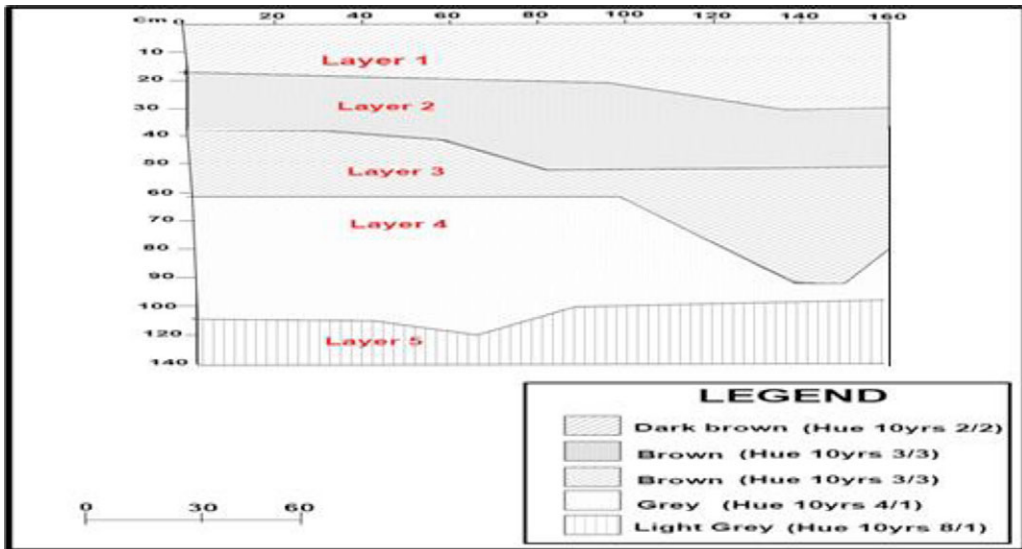 Cm 0 20 40 60 80 100 120 140 160
10
20
30
40
50
60
70
80
90
100
120
140
Layer 1
Layer 2
Layer 3
Layer 4
Layer 5
LEGEND
Dark brown (Hue 10yrs 2/2)
Brown (Hue 10yrs 3/3)
Brown (Hue 10yrs 3/3)
Grey (Hue 10yrs 4/1)
Light Grey (Hue 10yrs 8/1)
0 30 60